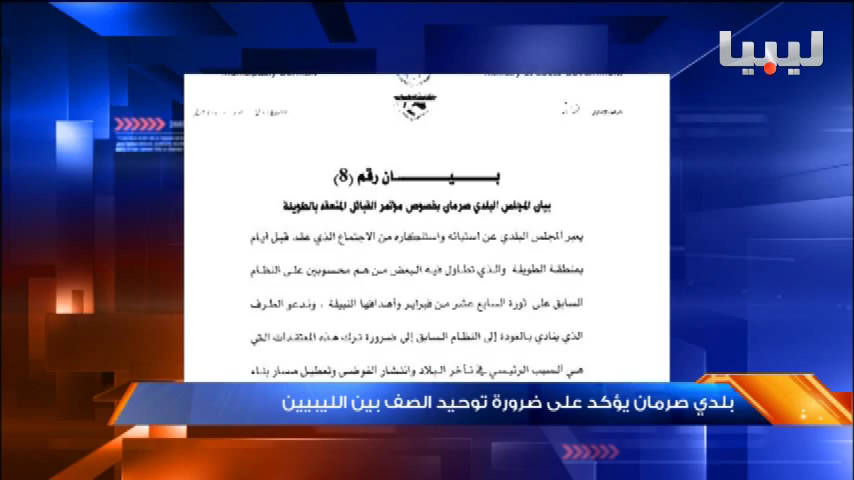 ليبيا
بيـــــان رقم (8)
بيان المجلس البلدي صرمان بخصوص مؤتمر القبائل المنعقد بالطويلة
يعبر المجلس البلدي عن استيائه واستنكاره من الاجتماع الذي عقد قبل أيام
بمنطقة الطويلة والذي تطاول فيه البعض من هم محسوبين على النظام
السابق على ثورة السابع عشر من فبراير وأهدافها النبيلة ، وندعو الطرف
الذي ينادي بالعودة إلى النظام السابق إلى ضرورة ترك هذه المعتقدات التي
هي السبب الرئيسي في تأخر البلاد وانتشار الفوضى وتعطيل مسار بناء
بلدي صرمان يؤكد على ضرورة توحيد الصف بين الليبيين